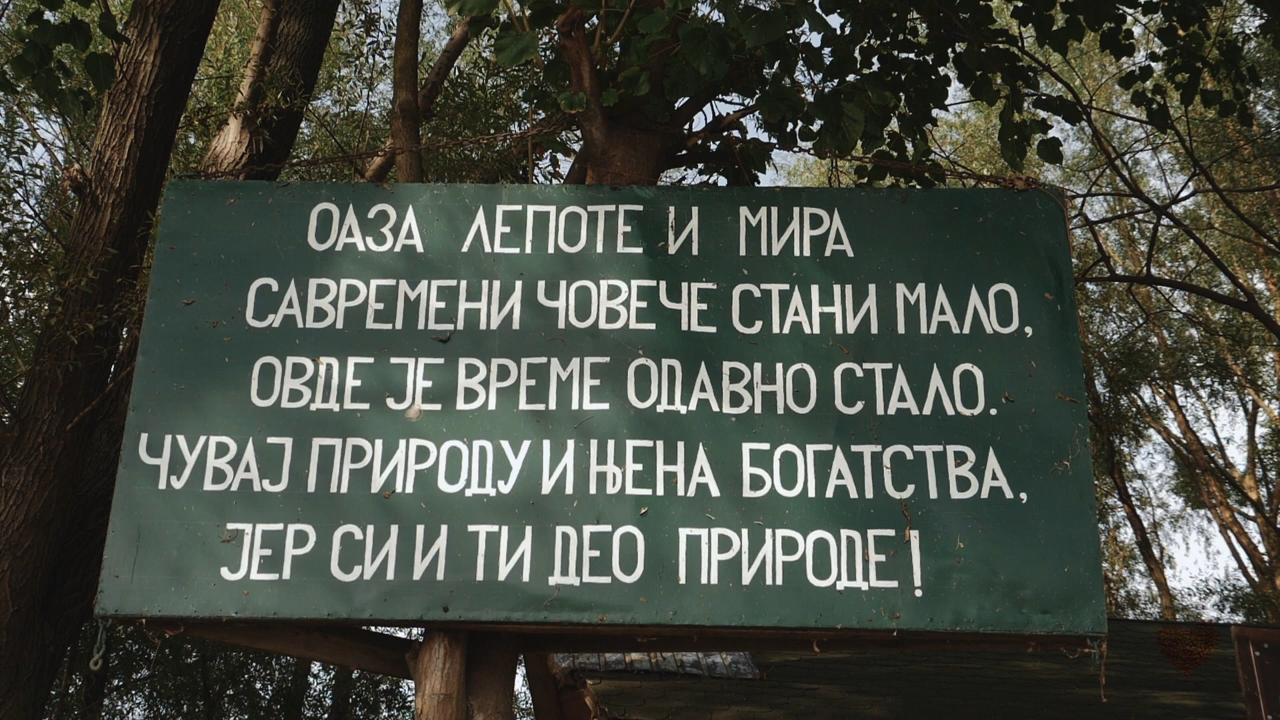 ОАЗА ЛЕПОТЕ И МИРА
САВРЕМЕНИ ЧОВЕЧЕ СТАНИ МАЛО,
ОВДЕ ЈЕ ВРЕМЕ ОДАВНО СТАЛО.
ЧУВАЈ ПРИРОДУ И ЊЕНА БОГАТСТВА,
ЈЕР СИ И ТИ ДЕО ПРИРОДЕ!